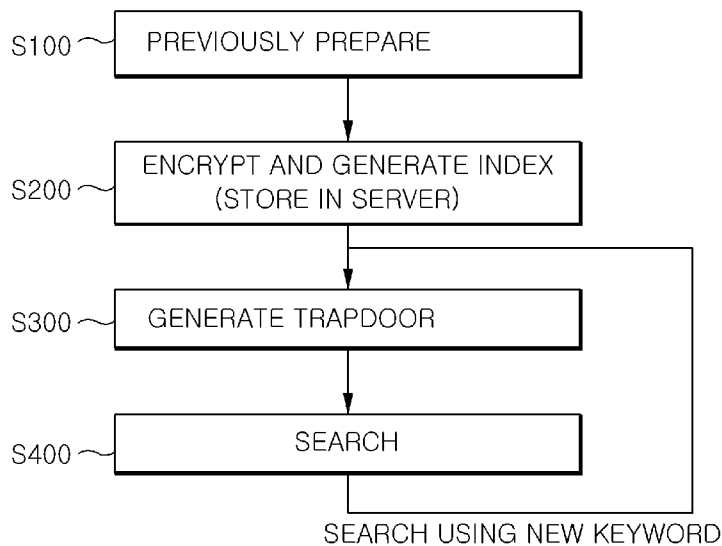 S100
PREVIOUSLY PREPARE
S200
ENCRYPT AND GENERATE INDEX
(STORE IN SERVER)
S300
GENERATE TRAPDOOR
S400
SEARCH
SEARCH USING NEW KEYWORD